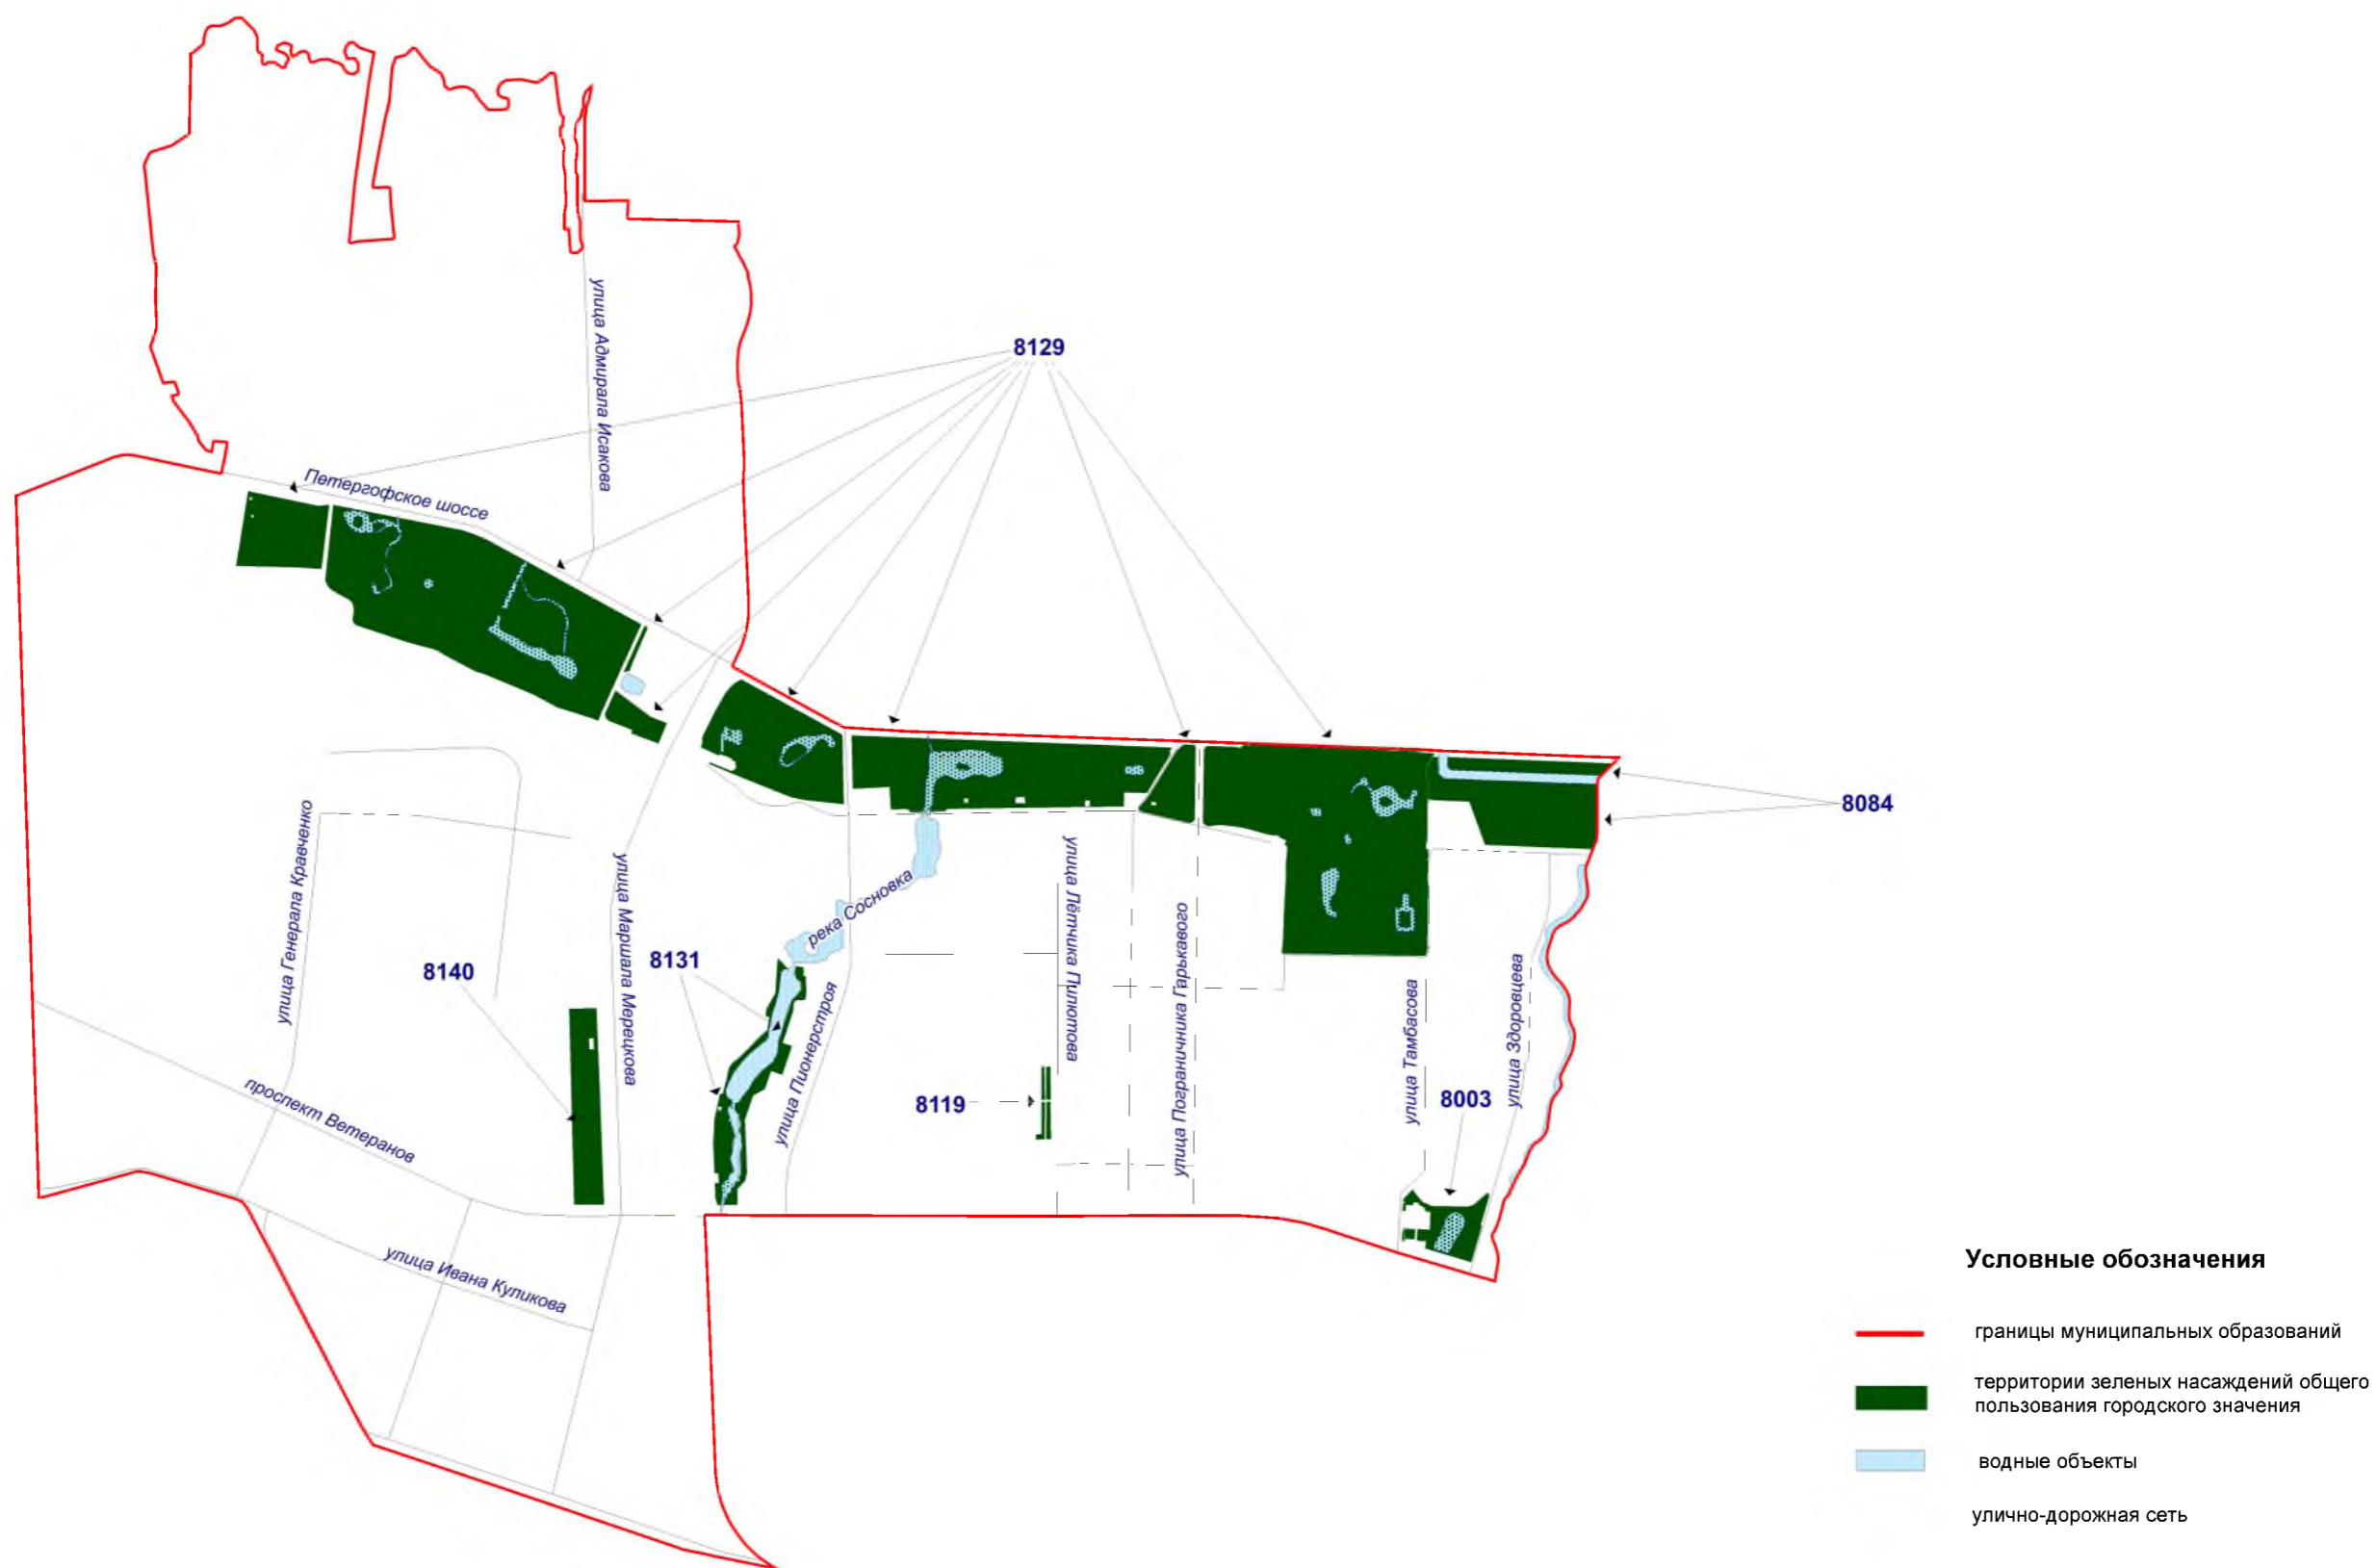 улица Адмирала Исакова
8129
Петергофское шоссе
8084
улица Генерала Кравченко
улица Маршала Мерецкова
река Сосновка
улица Лётчика Пилютова
улица Пограничника Гарькавого
8140
8131
улица Пионерстроя
улица Тамбасова
улица Здоровцева
8119
8003
проспект Ветеранов
улица Ивана Куликова
Условные обозначения
границы муниципальных образований
территории зеленых насаждений общего
пользования городского значения
водные объекты
улично-дорожная сеть